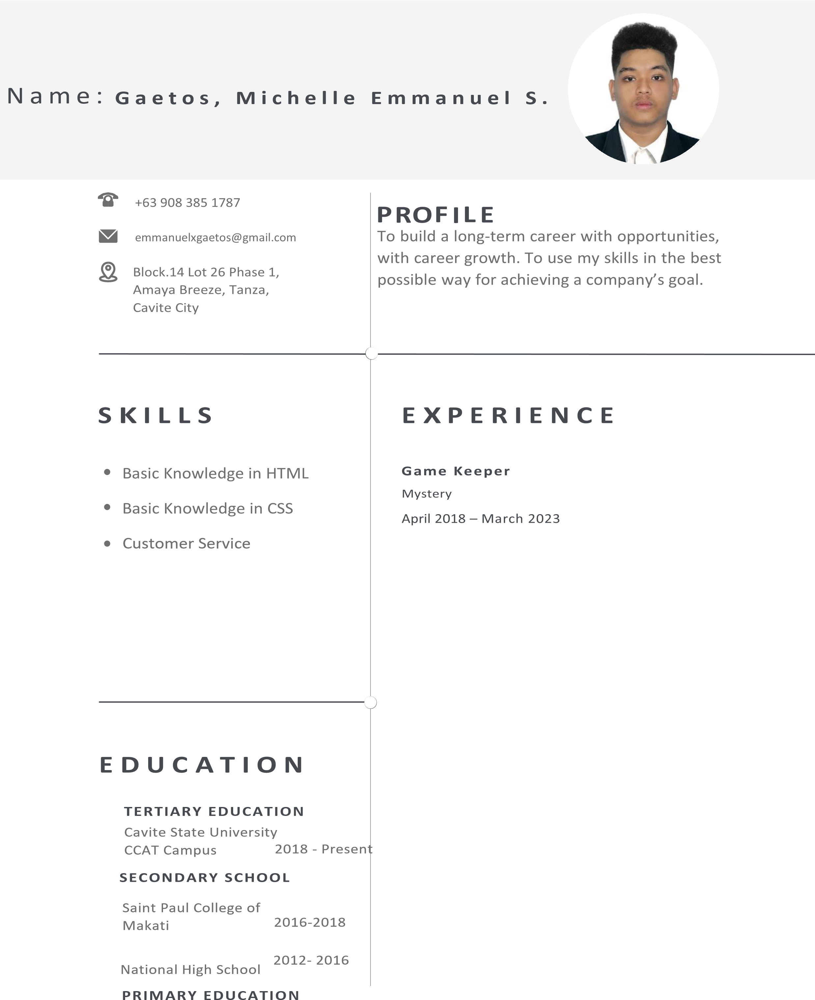 Name: Gaetos, Michelle Emmanuel S.
+63 908 385 1787
emmanuelxgaetos@gmail.com
Block.14 Lot 26 Phase 1,
Amaya Breeze, Tanza,
Cavite City
PROFILE
To build a long-term career with opportunities,
with career growth. To use my skills in the best
possible way for achieving a company’s goal.
SKILLS
• Basic Knowledge in HTML
• Basic Knowledge in CSS
• Customer Service
EXPERIENCE
Game Keeper
Mystery
April 2018 – March 2023
EDUCATION
TERTIARY EDUCATION
Cavite State University
CCAT Campus 2018 - Present
SECONDARY SCHOOL
Saint Paul College of
Makati 2016-2018
2012- 2016
National High School
PRIMARY EDUCATION